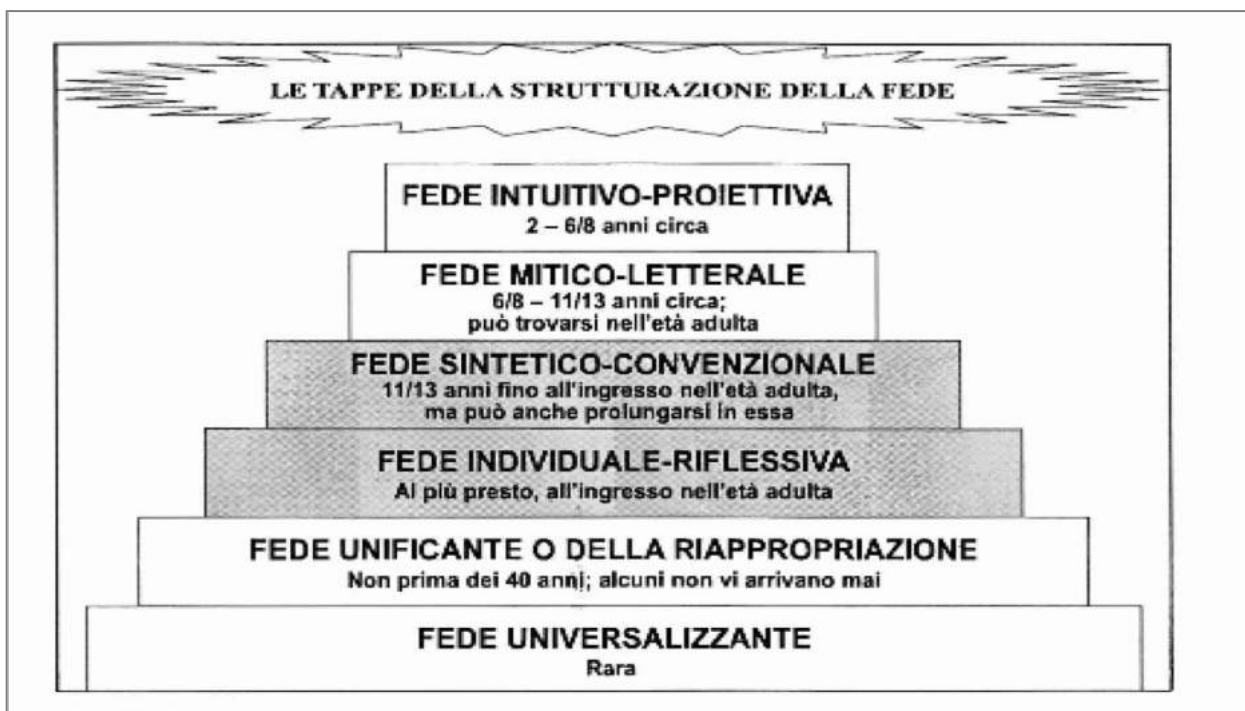 LE TAPPE DELLA STRUTTURAZIONE DELLA FEDE
FEDE INTUITIVO-PROIETTIVA
2 – 6/8 anni circa
FEDE MITICO-LETTERALE
6/8 – 11/13 anni circa;
può trovarsi nell'età adulta
FEDE SINTETICO-CONVENZIONALE
11/13 anni fino all'ingresso nell'età adulta,
ma può anche prolungarsi in essa
FEDE INDIVIDUALE-RIFLESSIVA
Al più presto, all'ingresso nell'età adulta
FEDE UNIFICANTE O DELLA RIAPPROPRIAZIONE
Non prima dei 40 anni; alcuni non vi arrivano mai
FEDE UNIVERSALIZZANTE
Rara